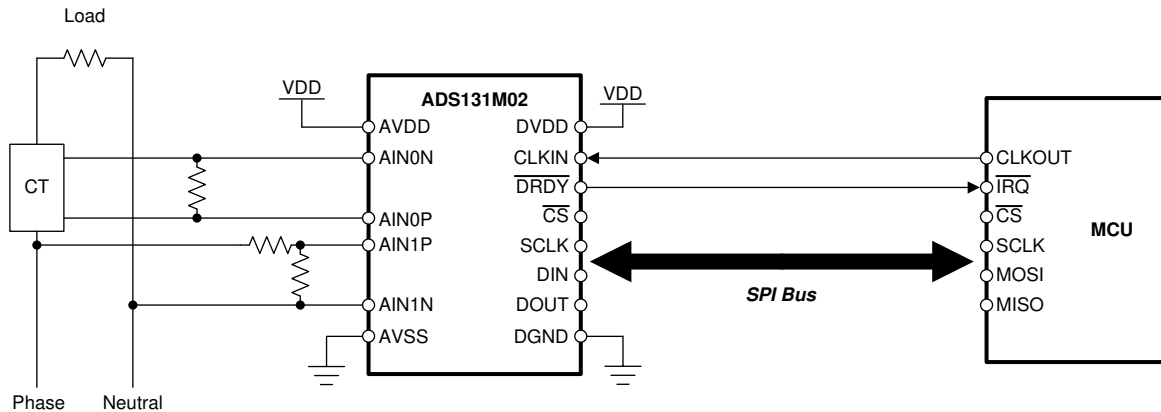 Load
VDD
ADS131M02
VDD
AVDD
DVDD
AIN0N
CLKIN
CLKOUT
CT
DRDY
IRQ
AIN0P
CS
CS
MCU
AIN1P
SCLK
SCLK
DIN
MOSI
SPI Bus
AIN1N
DOUT
MISO
AVSS
DGND
Phase
Neutral